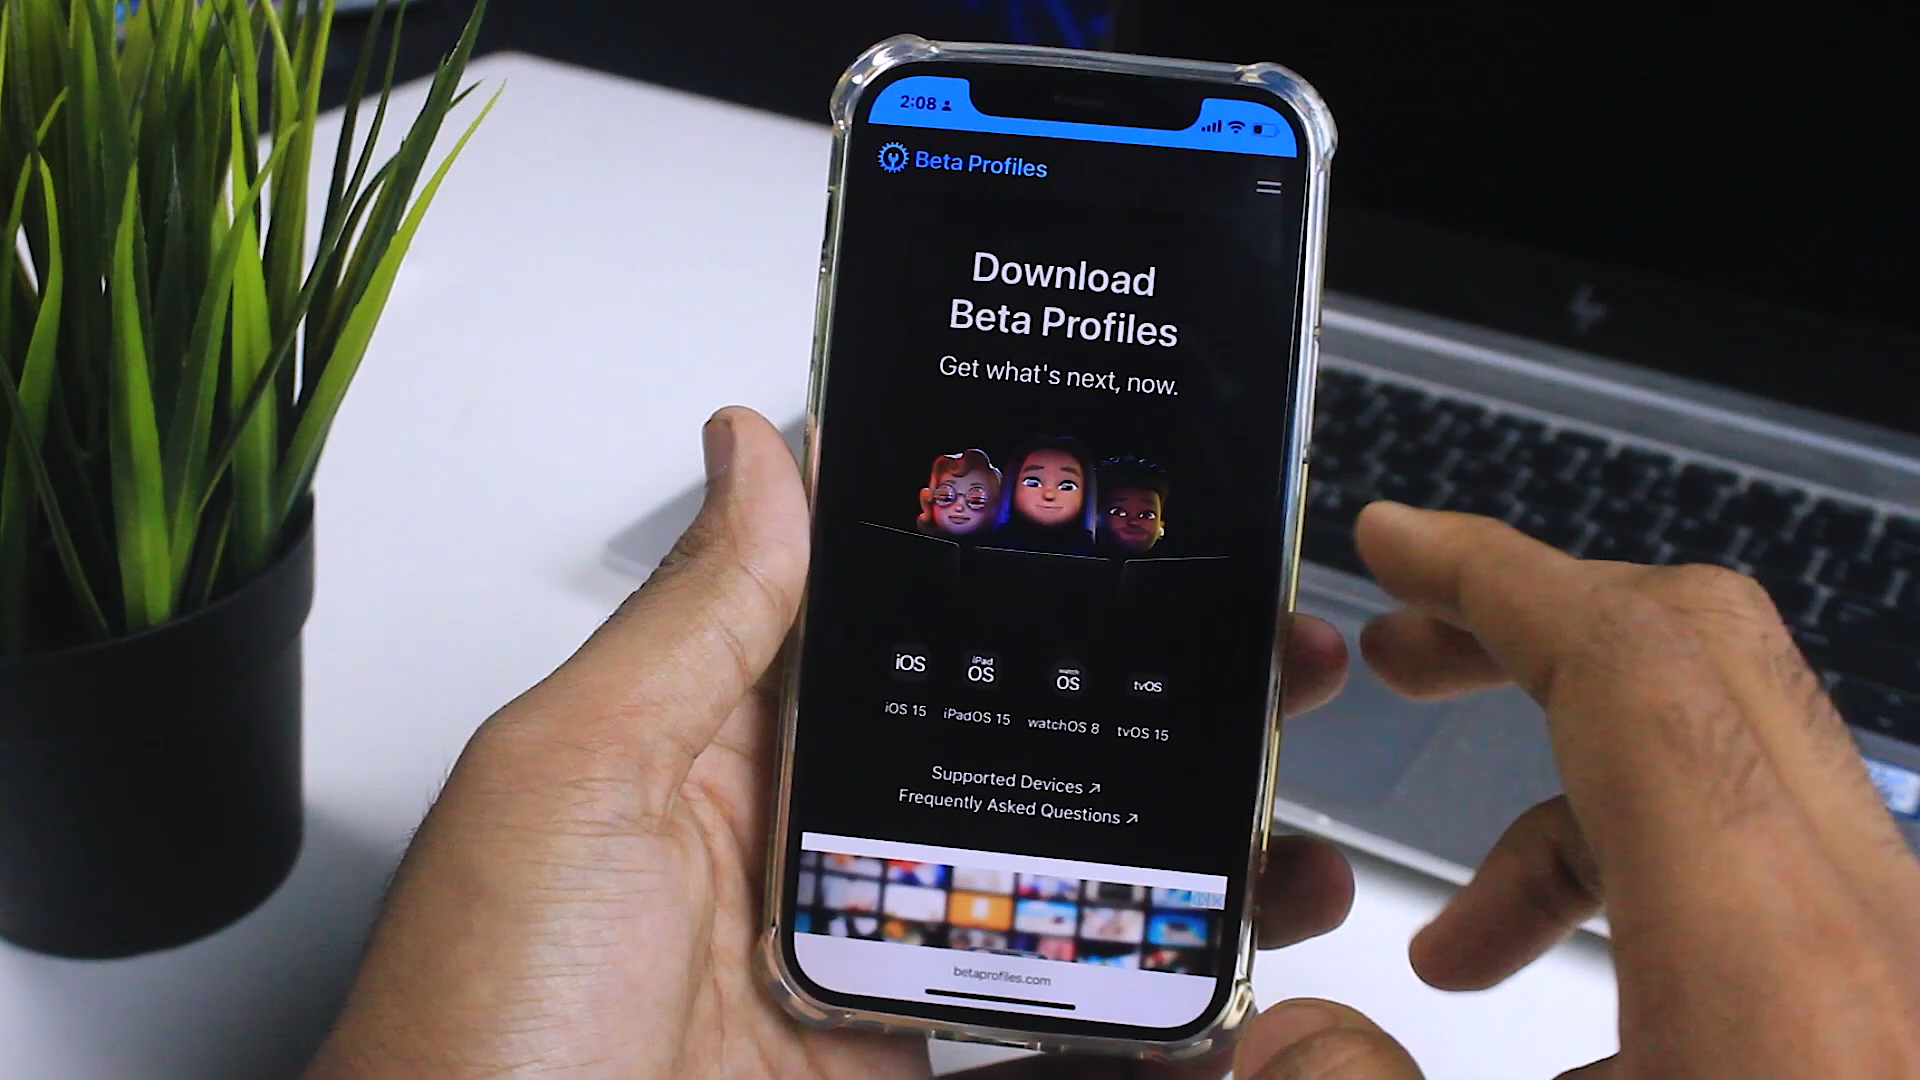 2:08
Beta Profiles
Download
Beta Profiles
Get what's next, now.
iOS
iPad
OS
watch
OS
tvOS
iOS 15
iPadOS 15
watchOS 8
tvOS 15
Supported Devices ↗
Frequently Asked Questions ↗
betaprofiles.com
hp